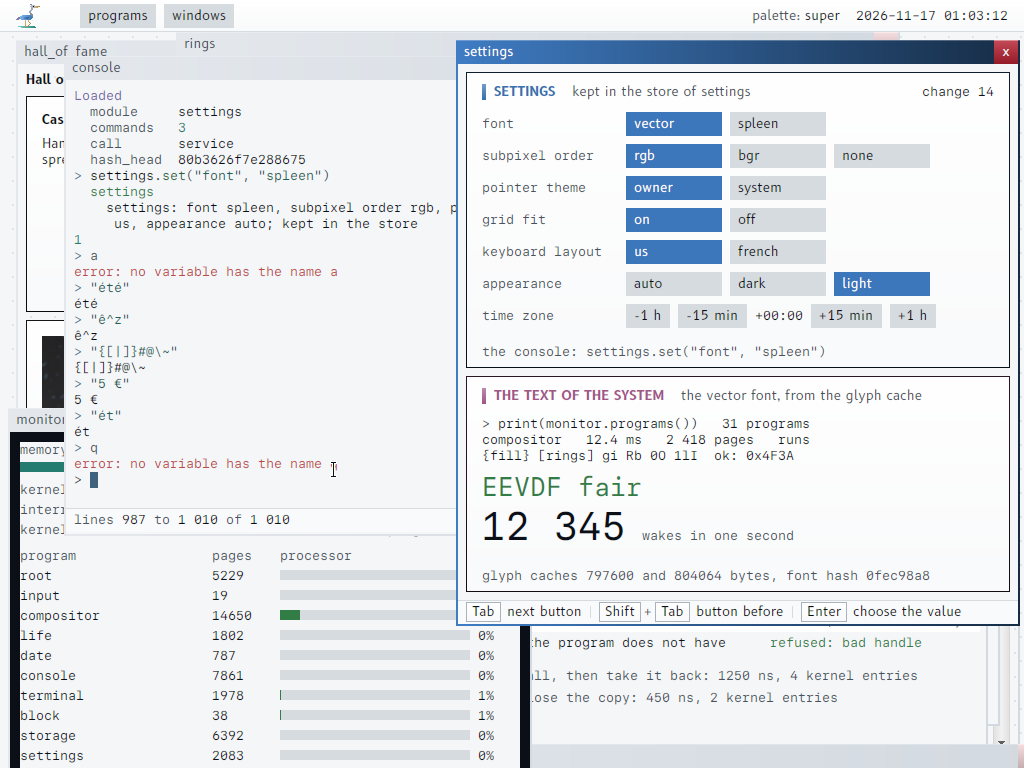 programs windows palette: super 2026-11-17 01:03:12
rings
hall_of fame
console
Hall o
Cas
Han
spre
Loaded
module settings
commands 3
call service
hash_head 80b3626f7e288675
> settings.set("font", "spleen")
settings
settings: font spleen, subpixel order rgb, p
us, appearance auto; kept in the store
1
> a
error: no variable has the name a
> "été"
été
> "ê^z"
ê^z
> "{[|]}#@\~"
{[|]}#@\~
> "5 €"
5 €
> "ét"
ét
> q
error: no variable has the name
>
lines 987 to 1 010 of 1 010
settings x
SETTINGS kept in the store of settings change 14
font vector spleen
subpixel order rgb bgr none
pointer theme owner system
grid fit on off
keyboard layout us french
appearance auto dark light
time zone -1 h -15 min +00:00 +15 min +1 h
the console: settings.set("font", "spleen")
THE TEXT OF THE SYSTEM the vector font, from the glyph cache
> print(monitor.programs()) 31 programs
compositor 12.4 ms 2 418 pages runs
{fill} [rings] gi Rb 0O 1lI ok: 0x4F3A
EEVDF fair
12 345 wakes in one second
glyph caches 797600 and 804064 bytes, font hash 0fec98a8
Tab next button Shift + Tab button before Enter choose the value
monitor
memory
kernel
inter
kernel
program pages processor
root 5229
input 19
compositor 14650
life 1802 0%
date 787 0%
console 7861 0%
terminal 1978 1%
block 38 1%
storage 6392 0%
settings 2083 0%
the program does not have refused: bad handle
all, then take it back: 1250 ns, 4 kernel entries
lose the copy: 450 ns, 2 kernel entries